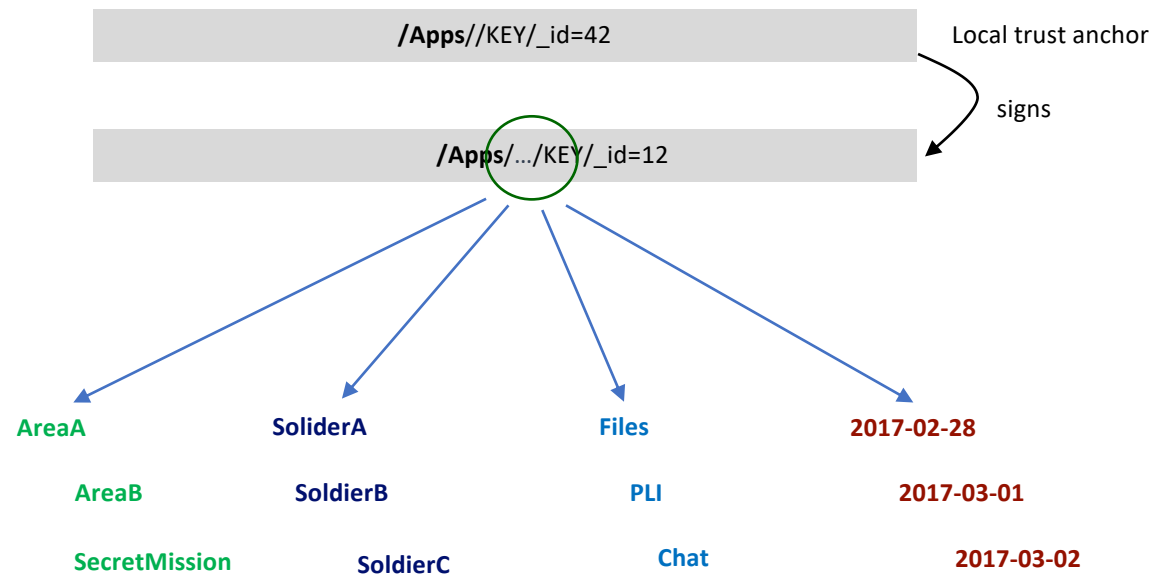 /Apps//KEY/_id=42
Local trust anchor
signs
/Apps/.../KEY/_id=12
AreaA
SoliderA
Files
2017-02-28
AreaB
SoldierB
PLI
2017-03-01
SecretMission
SoldierC
Chat
2017-03-02